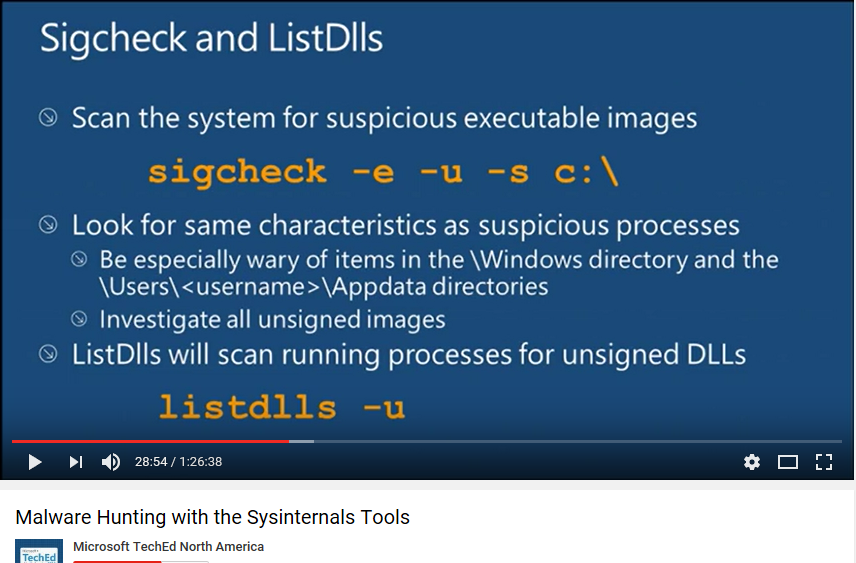 Sigcheck and ListDlls
Scan the system for suspicious executable images
sigcheck -e -u -s c:\
Look for same characteristics as suspicious processes
Be especially wary of items in the \Windows directory and the
\Users\<username>\Appdata directories
Investigate all unsigned images
ListDlls will scan running processes for unsigned DLLs
listdlls -u
28:54 / 1:26:38
Malware Hunting with the Sysinternals Tools
Microsoft TechEd North America
TechEd